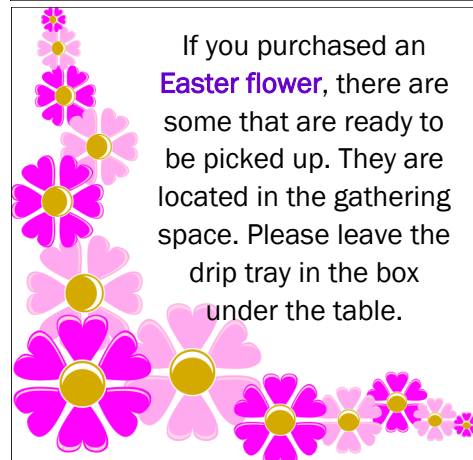 If you purchased an
Easter flower, there are
some that are ready to
be picked up. They are
located in the gathering
space. Please leave the
drip tray in the box
under the table.